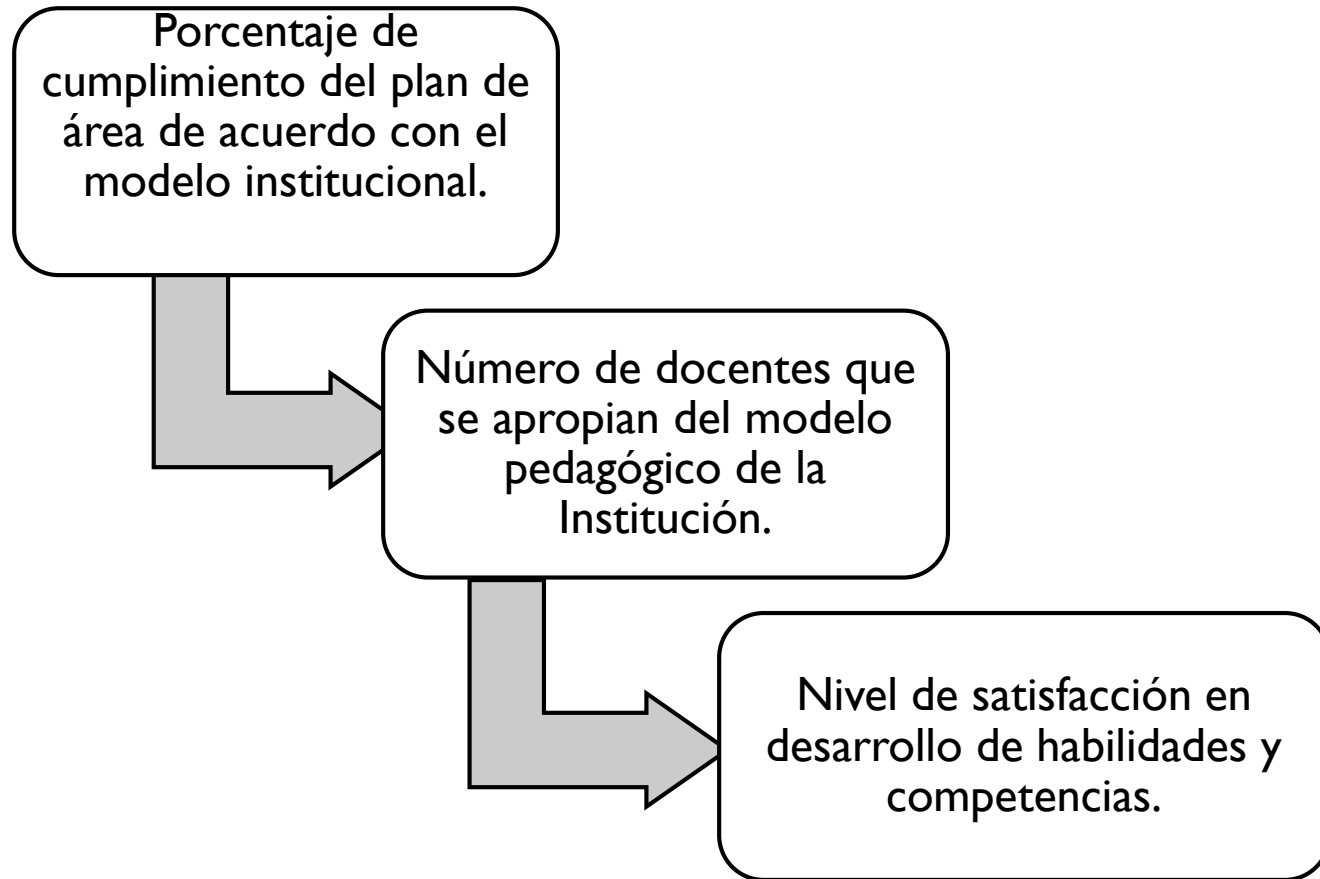 Porcentaje de
cumplimiento del plan de
área de acuerdo con el
modelo institucional.
Número de docentes que
se apropian del modelo
pedagógico de la
Institución.
Nivel de satisfacción en
desarrollo de habilidades y
competencias.